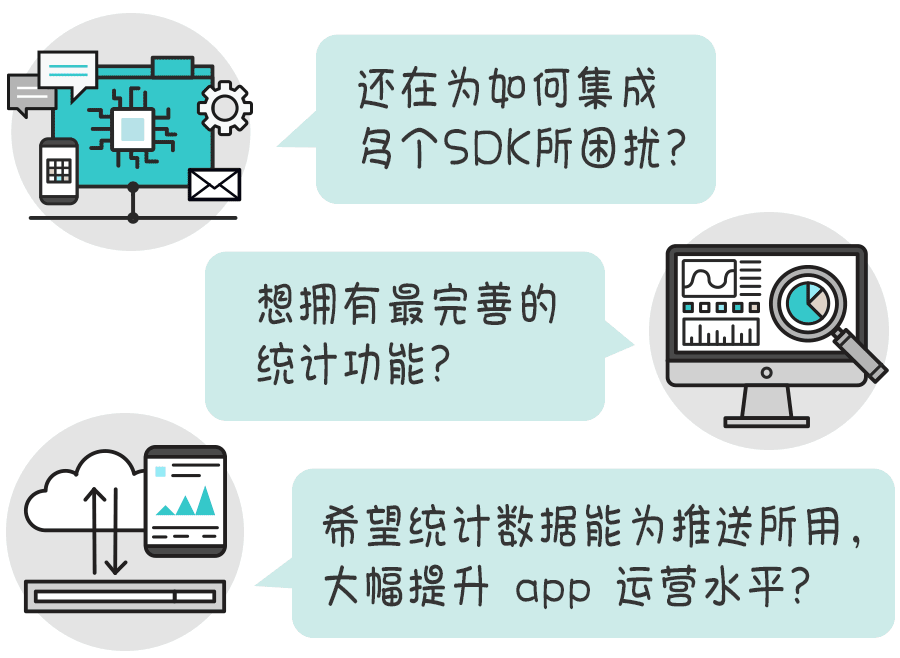 还在为如何集成
多个SDK所困扰?
想拥有最完善的
统计功能?
希望统计数据能为推送所用，
大幅提升 app 运营水平?